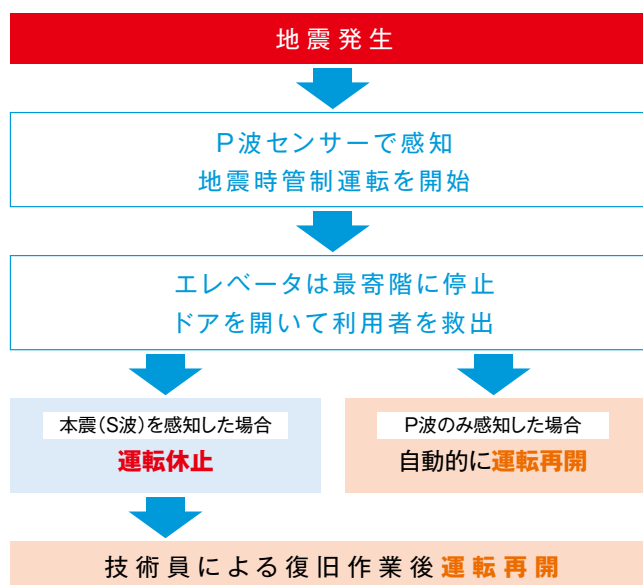 地震発生
P波センサーで感知
地震時管制運転を開始
エレベータは最寄階に停止
ドアを開いて利用者を救出
本震(S波)を感知した場合
運転休止
P波のみ感知した場合
自動的に運転再開
技術員による復旧作業後運転再開